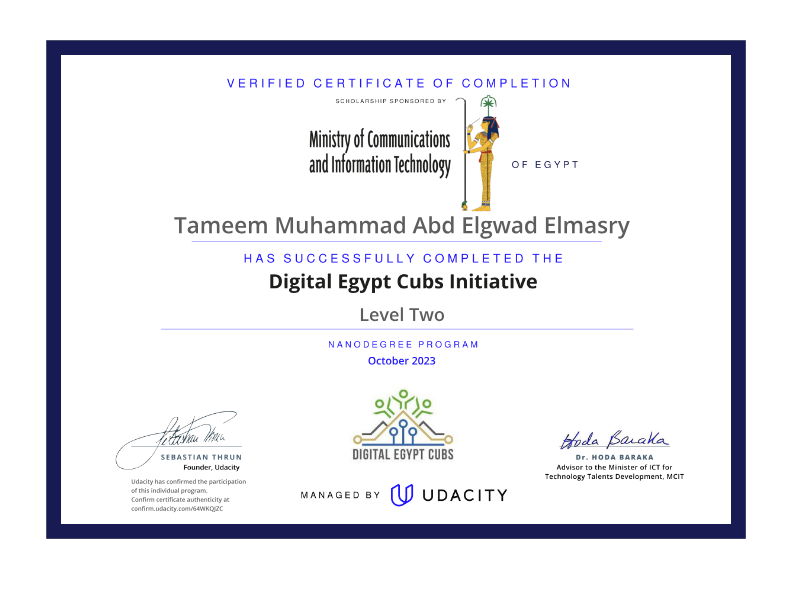 VERIFIED CERTIFICATE OF COMPLETION
SCHOLARSHIP SPONSORED BY
Ministry of Communications
and Information Technology
OF EGYPT
Tameem Muhammad Abd Elgwad Elmasry
HAS SUCCESSFULLY COMPLETED THE
Digital Egypt Cubs Initiative
Level Two
NANODEGREE PROGRAM
October 2023
Sebastian Thrun
SEBASTIAN THRUN
Founder, Udacity
Udacity has confirmed the participation
of this individual program.
Confirm certificate authenticity at
confirm.udacity.com/64WKQJZC
DIGITAL EGYPT CUBS
MANAGED BY UDACITY
Hoda Baraka
Dr. HODA BARAKA
Advisor to the Minister of ICT for
Technology Talents Development, MCIT